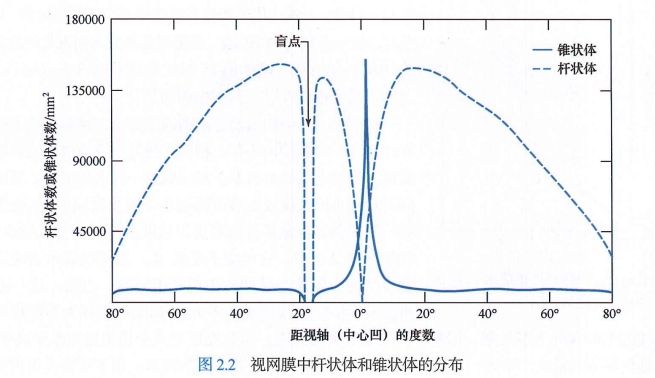 180000
135000
90000
45000
杆状体数或锥状体数/mm²
盲点
锥状体
杆状体
80° 60° 40° 20° 0° 20° 40° 60° 80°
距视轴（中心凹）的度数
图 2.2 视网膜中杆状体和锥状体的分布